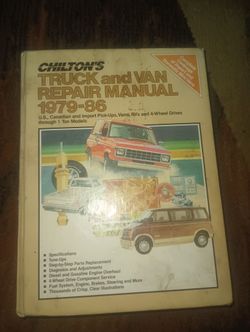 CHILTON'S
TRUCK and VAN
REPAIR MANUAL
1979-86
U.S., Canadian and Import Pick-Ups, Vans, RVs and 4-Wheel Drives
through 1 Ton Models
• Specifications
• Tune-Ups
• Step-by-Step Parts Replacement
• Diagnosis and Adjustments
• Diesel and Gasoline Engine Overhaul
• 4-Wheel Drive Component Service
• Fuel System, Engine, Brakes, Steering and More
• Thousands of Crisp, Clear Illustrations